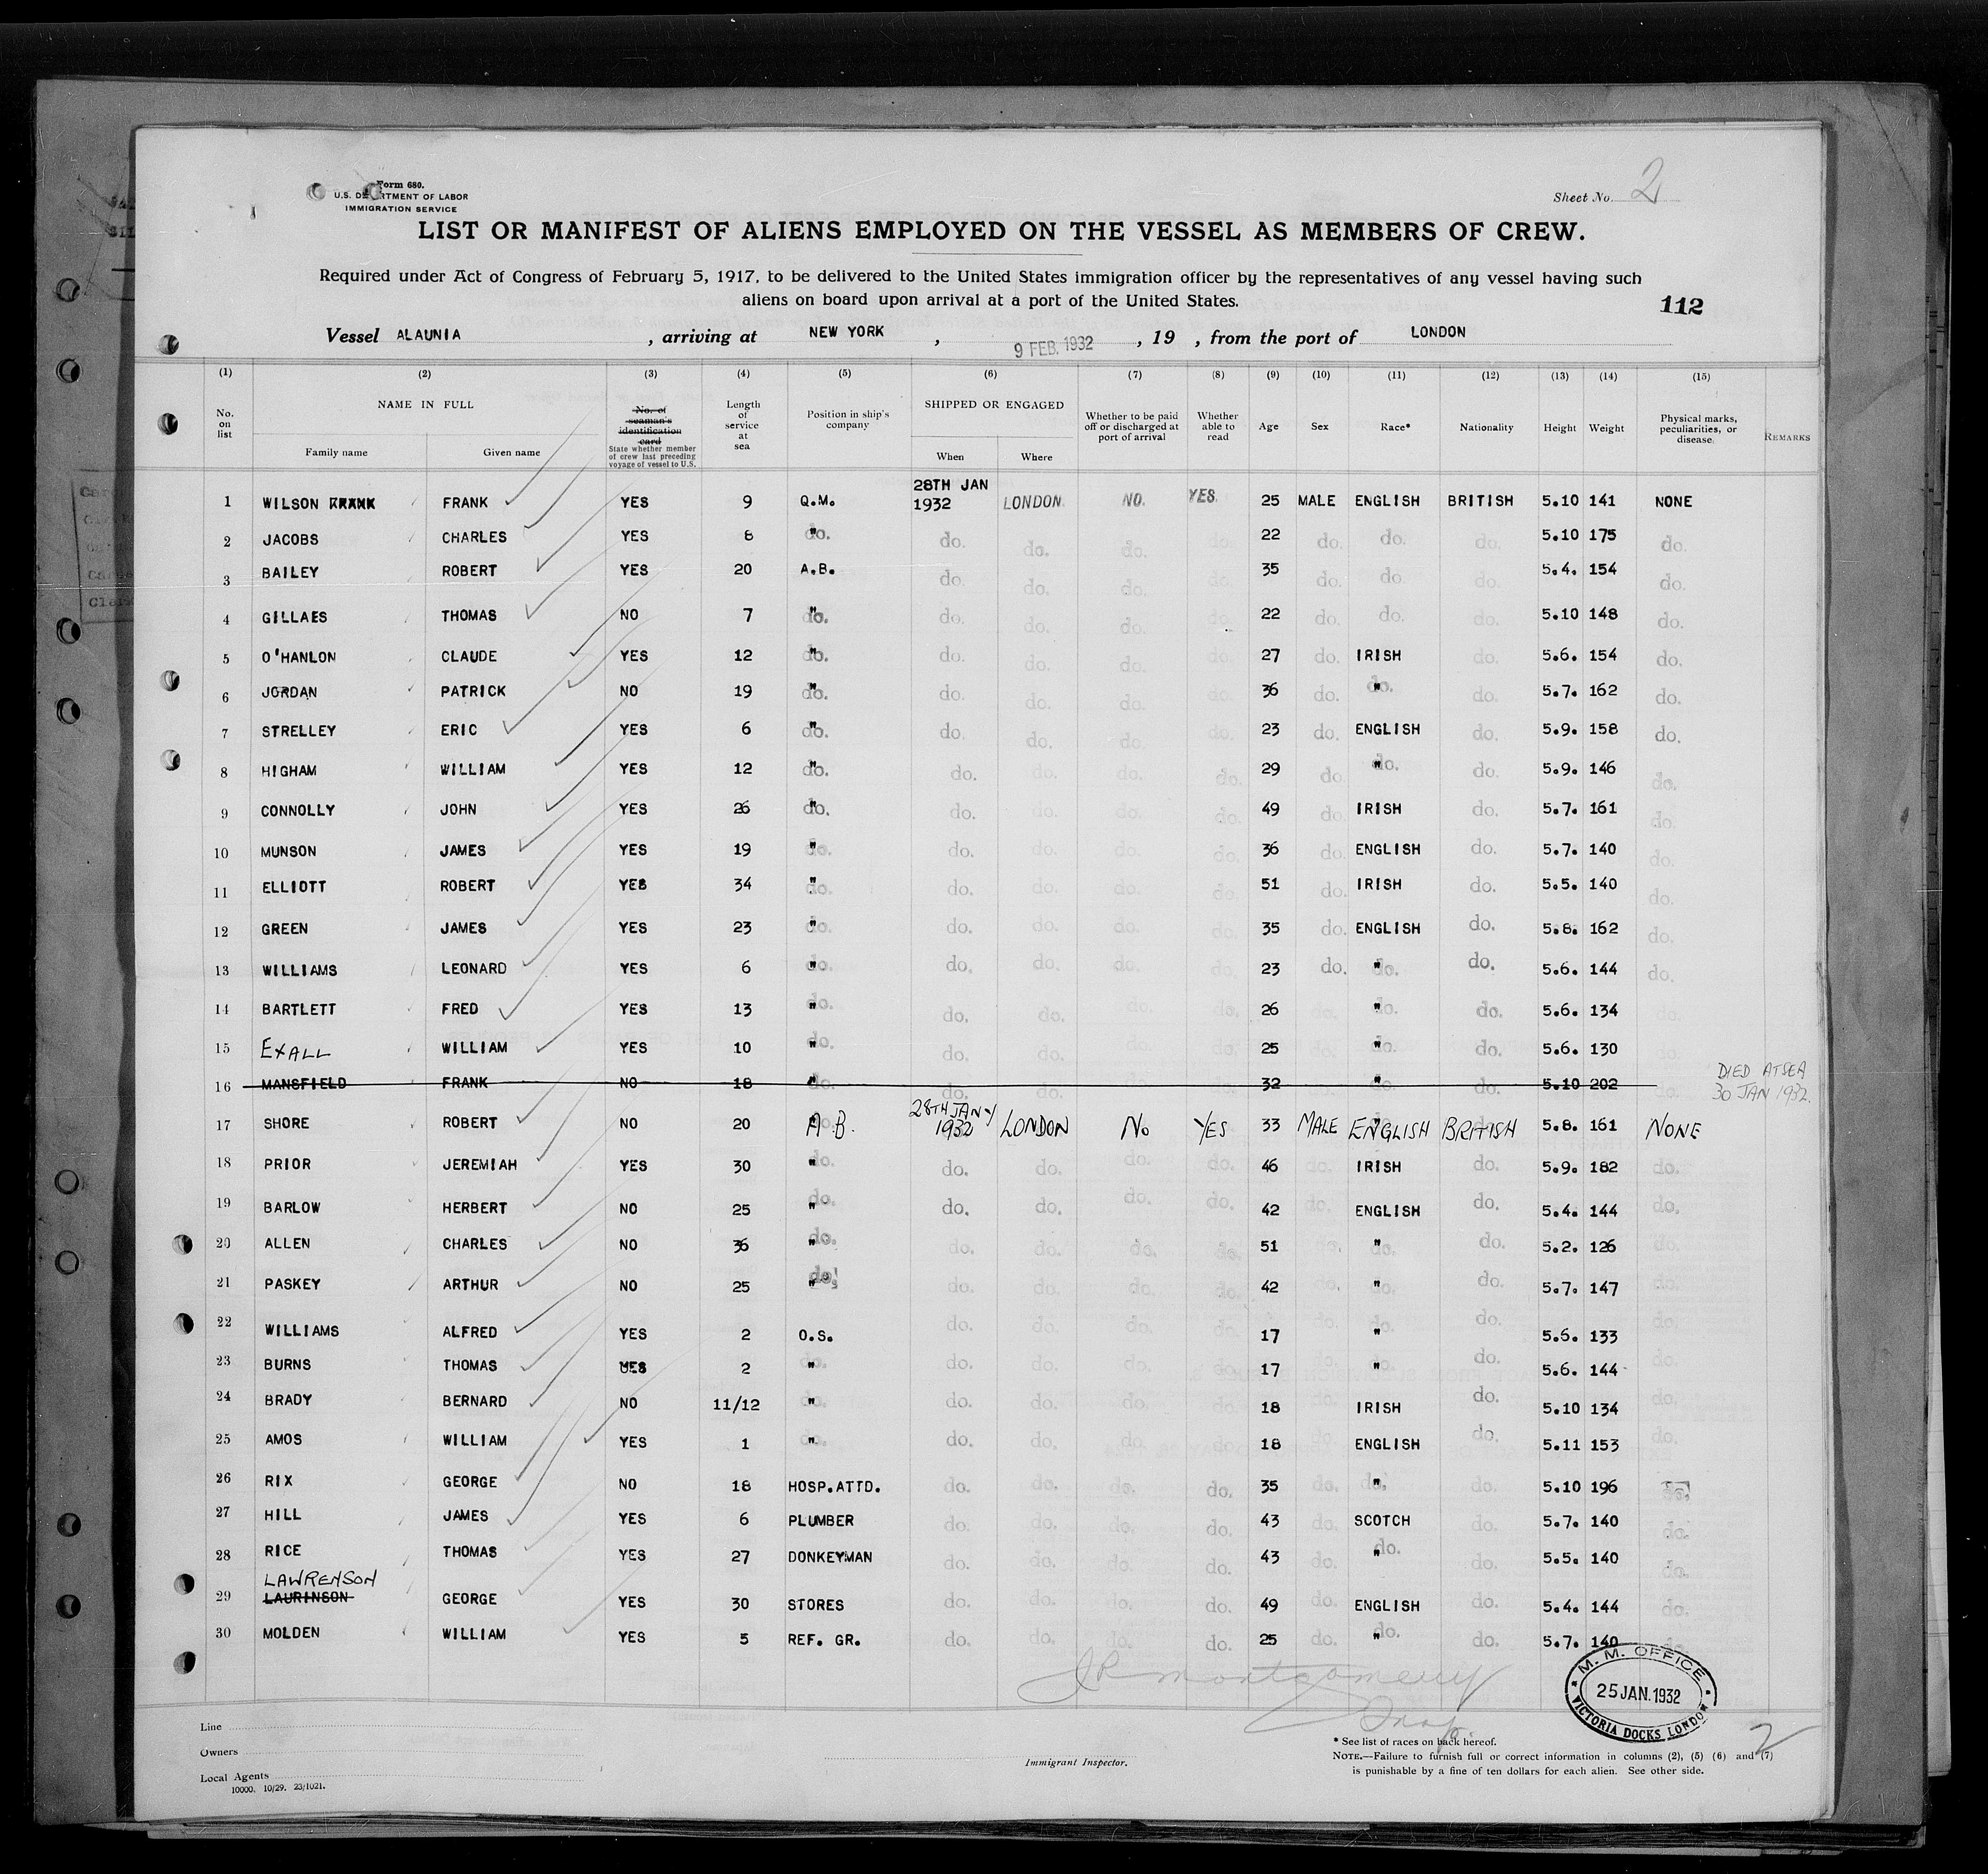 Form 680.
U.S. DEPARTMENT OF LABOR
IMMIGRATION SERVICE
Sheet No. 2
LIST OR MANIFEST OF ALIENS EMPLOYED ON THE VESSEL AS MEMBERS OF CREW.
Required under Act of Congress of February 5, 1917, to be delivered to the United States immigration officer by the representatives of any vessel having such
aliens on board upon arrival at a port of the United States.
112
Vessel ALAUNIA, arriving at NEW YORK, 9 FEB. 1932, 19 , from the port of LONDON
(1) (2) (3) (4) (5) (6) (7) (8) (9) (10) (11) (12) (13) (14) (15)
No. on list NAME IN FULL Family name Given name No. of seaman's identification card State whether member of crew last preceding voyage of vessel to U.S. Length of service at sea Position in ship's company SHIPPED OR ENGAGED When Where Whether to be paid off or discharged at port of arrival Whether able to read Age Sex Race* Nationality Height Weight Physical marks, peculiarities, or disease. REMARKS
1 WILSON FRANK YES 9 Q.M. 28TH JAN 1932 LONDON. NO. YES. 25 MALE ENGLISH BRITISH 5.10 141 NONE
2 JACOBS CHARLES YES 8 " do. do. do. do. do. 22 do. do. do. 5.10 175 do.
3 BAILEY ROBERT YES 20 A.B. do. do. do. 35 do. do. do. 5.4. 154 do.
4 GILLAES THOMAS NO 7 " do. do. do. do. 22 do. do. do. 5.10 148 do.
5 O'HANLON CLAUDE YES 12 " do. do. do. do. do. 27 do. IRISH do. 5.6. 154 do.
6 JORDAN PATRICK NO 19 " do. do. do. do. do. 36 do. " do. do. 5.7. 162 do.
7 STRELLEY ERIC YES 6 " do. do. do. do. do. 23 do. ENGLISH do. 5.9. 158 do.
8 HIGHAM WILLIAM YES 12 " do. do. do. do. do. 29 do. " do. do. 5.9. 146 do.
9 CONNOLLY JOHN YES 26 " do. do. do. do. do. 49 do. IRISH do. 5.7. 161 do.
10 MUNSON JAMES YES 19 " do. do. do. do. do. 36 do. ENGLISH do. 5.7. 140 do.
11 ELLIOTT ROBERT YES 34 " do. do. do. do. do. 51 do. IRISH do. 5.5. 140 do.
12 GREEN JAMES YES 23 " do. do. do. do. do. 35 do. ENGLISH do. 5.8. 162 do.
13 WILLIAMS LEONARD YES 6 " do. do. do. do. do. 23 do. " do. do. 5.6. 144 do.
14 BARTLETT FRED YES 13 " do. do. do. do. do. 26 do. " do. do. 5.6. 134
15 EXALL WILLIAM YES 10 " do. do. do. do. do. 25 " do. do. 5.6. 130
16 MANSFIELD FRANK NO 18 " do. do. do. 32 " do. 5.10 202 DIED AT SEA 30 JAN 1932.
17 SHORE ROBERT NO 20 A.B. 28TH JANY 1932 LONDON NO YES 33 MALE ENGLISH BRITISH 5.8. 161 NONE
18 PRIOR JEREMIAH YES 30 " do. do. do. do. do. 46 do. IRISH do. 5.9. 182 do.
19 BARLOW HERBERT NO 25 " do. do. do. do. do. 42 do. ENGLISH do. 5.4. 144 do.
20 ALLEN CHARLES NO 36 " do. do. do. do. do. 51 do. " do. do. 5.2. 126 do.
21 PASKEY ARTHUR NO 25 " do. do. do. do. do. 42 " do. do. 5.7. 147 do.
22 WILLIAMS ALFRED YES 2 O.S. do. do. do. do. 17 " do. 5.6. 133 do.
23 BURNS THOMAS YES 2 " do. do. do. do. do. 17 " do. do. 5.6. 144 do.
24 BRADY BERNARD NO 11/12 " do. do. do. do. do. 18 do. IRISH do. 5.10 134 do.
25 AMOS WILLIAM YES 1 " do. do. do. do. do. 18 do. ENGLISH do. 5.11 153 do.
26 RIX GEORGE NO 18 HOSP.ATTD. do. do. do. do. 35 do. " do. do. 5.10 196 do.
27 HILL JAMES YES 6 PLUMBER do. do. do. do. 43 do. SCOTCH do. 5.7. 140 do.
28 RICE THOMAS YES 27 DONKEYMAN do. do. do. do. 43 do. " do. do. 5.5. 140 do.
LAWRENSON
29 LAURINSON GEORGE YES 30 STORES do. do. do. do. 49 do. ENGLISH do. 5.4. 144 do.
30 MOLDEN WILLIAM YES 5 REF. GR. do. do. do. do. 25 do. " do. do. 5.7. 140
JR Montgomery
M. M. OFFICE
25 JAN. 1932
VICTORIA DOCKS LONDON
Line
Owners
Local Agents
10000. 10/29. 23/1021.
Immigrant Inspector.
* See list of races on back hereof.
NOTE.—Failure to furnish full or correct information in columns (2), (5) (6) and (7)
is punishable by a fine of ten dollars for each alien. See other side.
2